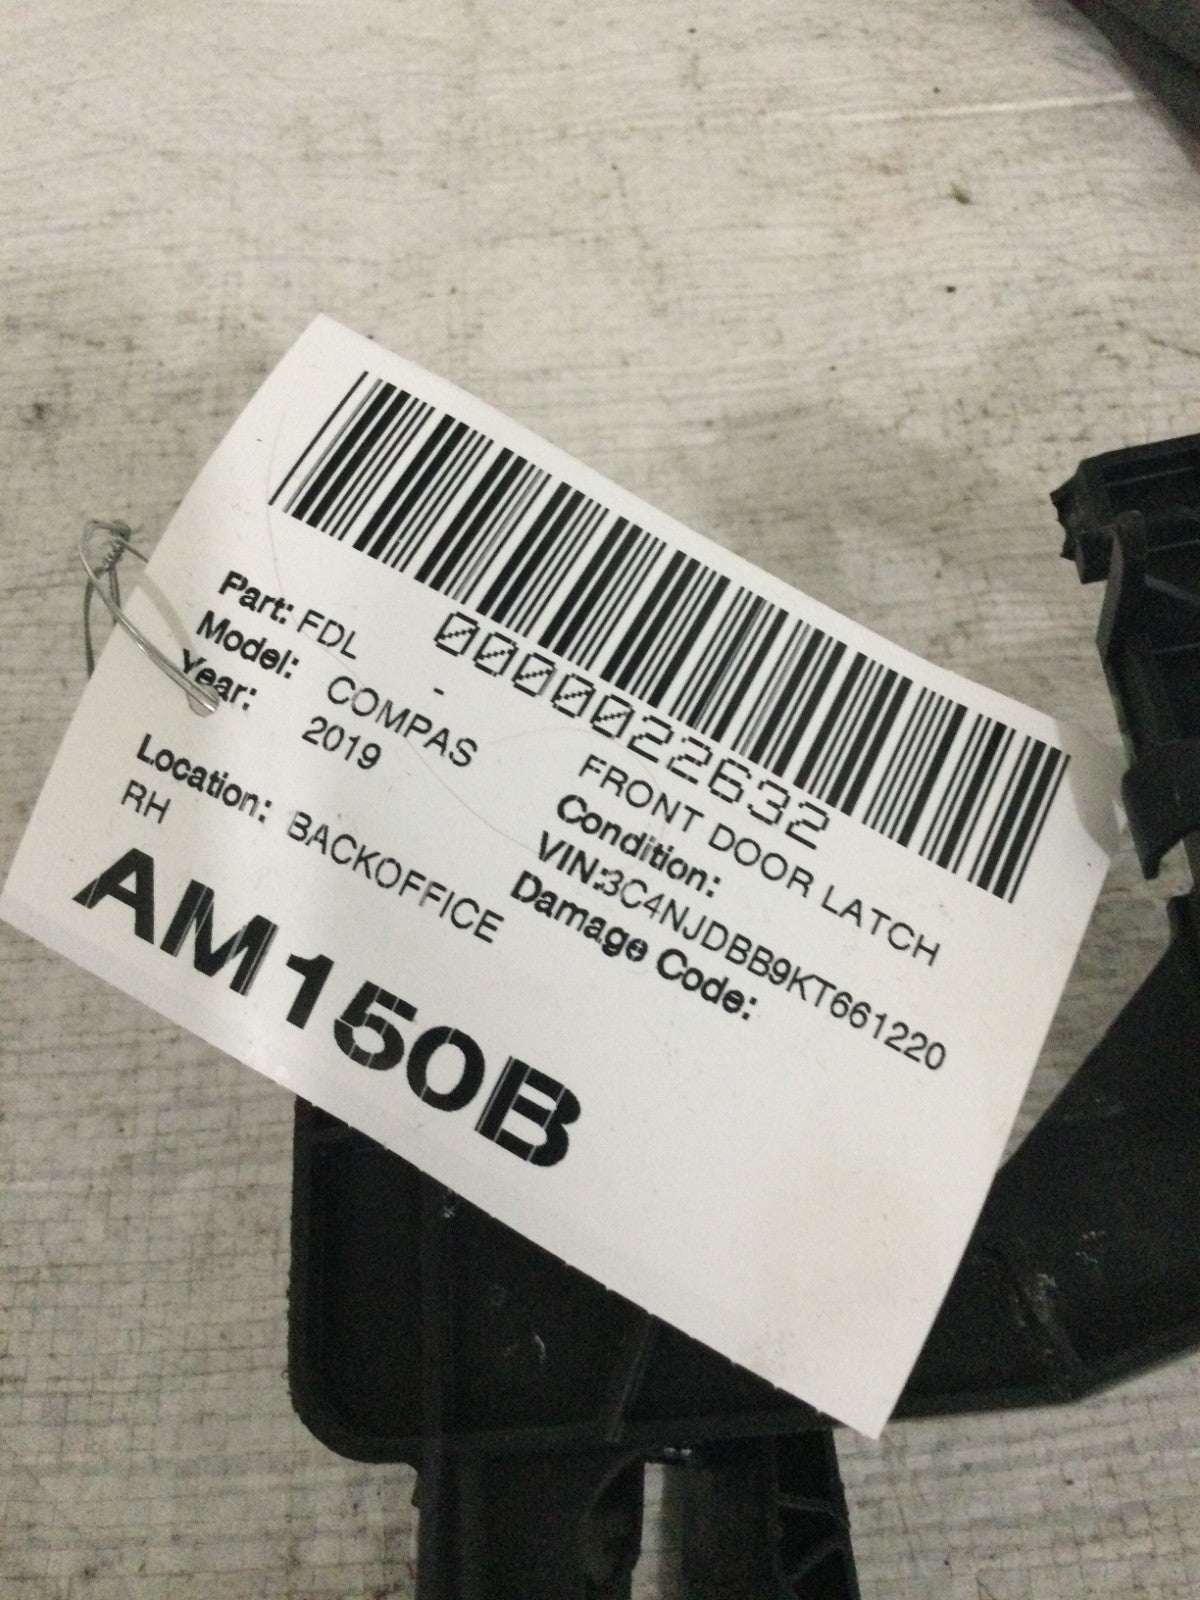 0000022632
Part: FDL - FRONT DOOR LATCH
Model: COMPAS Condition:
Year: 2019 VIN:3C4NJDBB9KT661220
Damage Code:
Location: BACKOFFICE
RH
AM150B